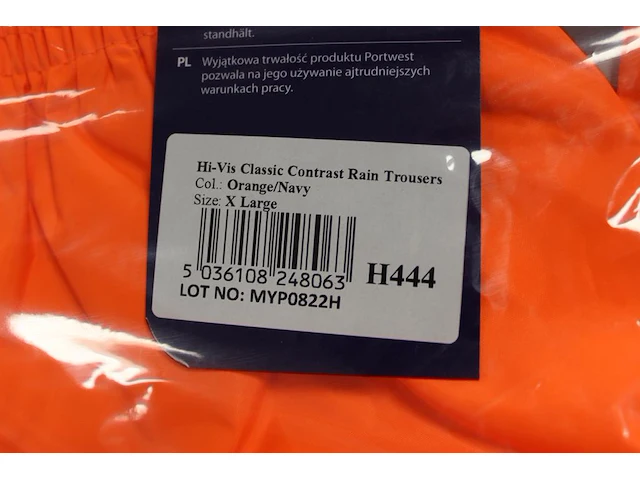 standhält.
PL Wyjątkowa trwałość produktu Portwest
pozwala na jego używanie ajtrudniejszych
warunkach pracy.
Hi-Vis Classic Contrast Rain Trousers
Col.: Orange/Navy
Size: X Large
5 036108 248063
H444
LOT NO: MYP0822H